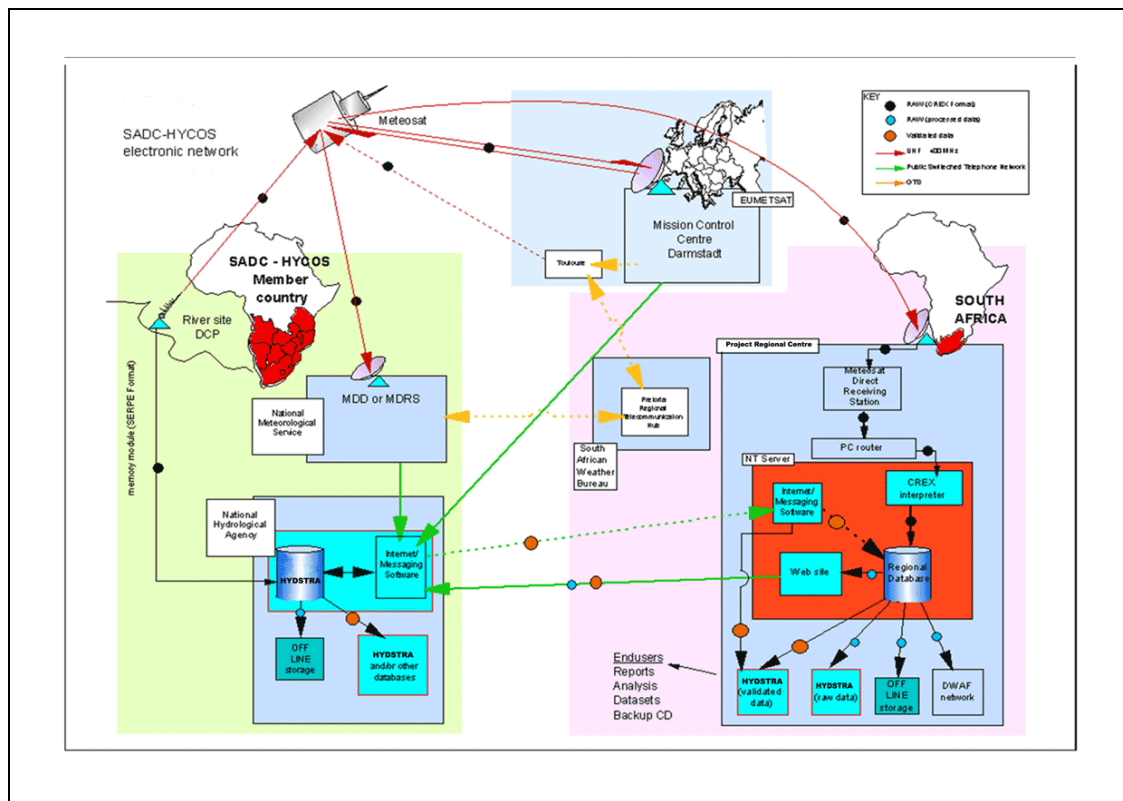 SADC-HYCOS
electronic network
Meteosat
KEY
RAW (CREX Format)
RAW (processed data)
Validated data
UHF 400MHz
Public Switched Telephone Network
GTS
EUMETSAT
Mission Control
Centre
Darmstadt
Toulouse
SADC - HYCOS
Member
country
River site
DCP
SOUTH
AFRICA
memory module (SERPE Format)
MDD or MDRS
National
Meteorological
Service
Pretoria
Regional
Telecommunication
Hub
South
African
Weather
Bureau
Project Regional Centre
Meteosat
Direct
Receiving
Station
PC router
NT Server
CREX
interpreter
Internet/
Messaging
Software
Regional
Database
Web site
National
Hydrological
Agency
HYDSTRA
Internet/
Messaging
Software
OFF
LINE
storage
HYDSTRA
and/or other
databases
Endusers
Reports
Analysis
Datasets
Backup CD
HYDSTRA
(validated
data)
HYDSTRA
(raw data)
OFF
LINE
storage
DWAF
network